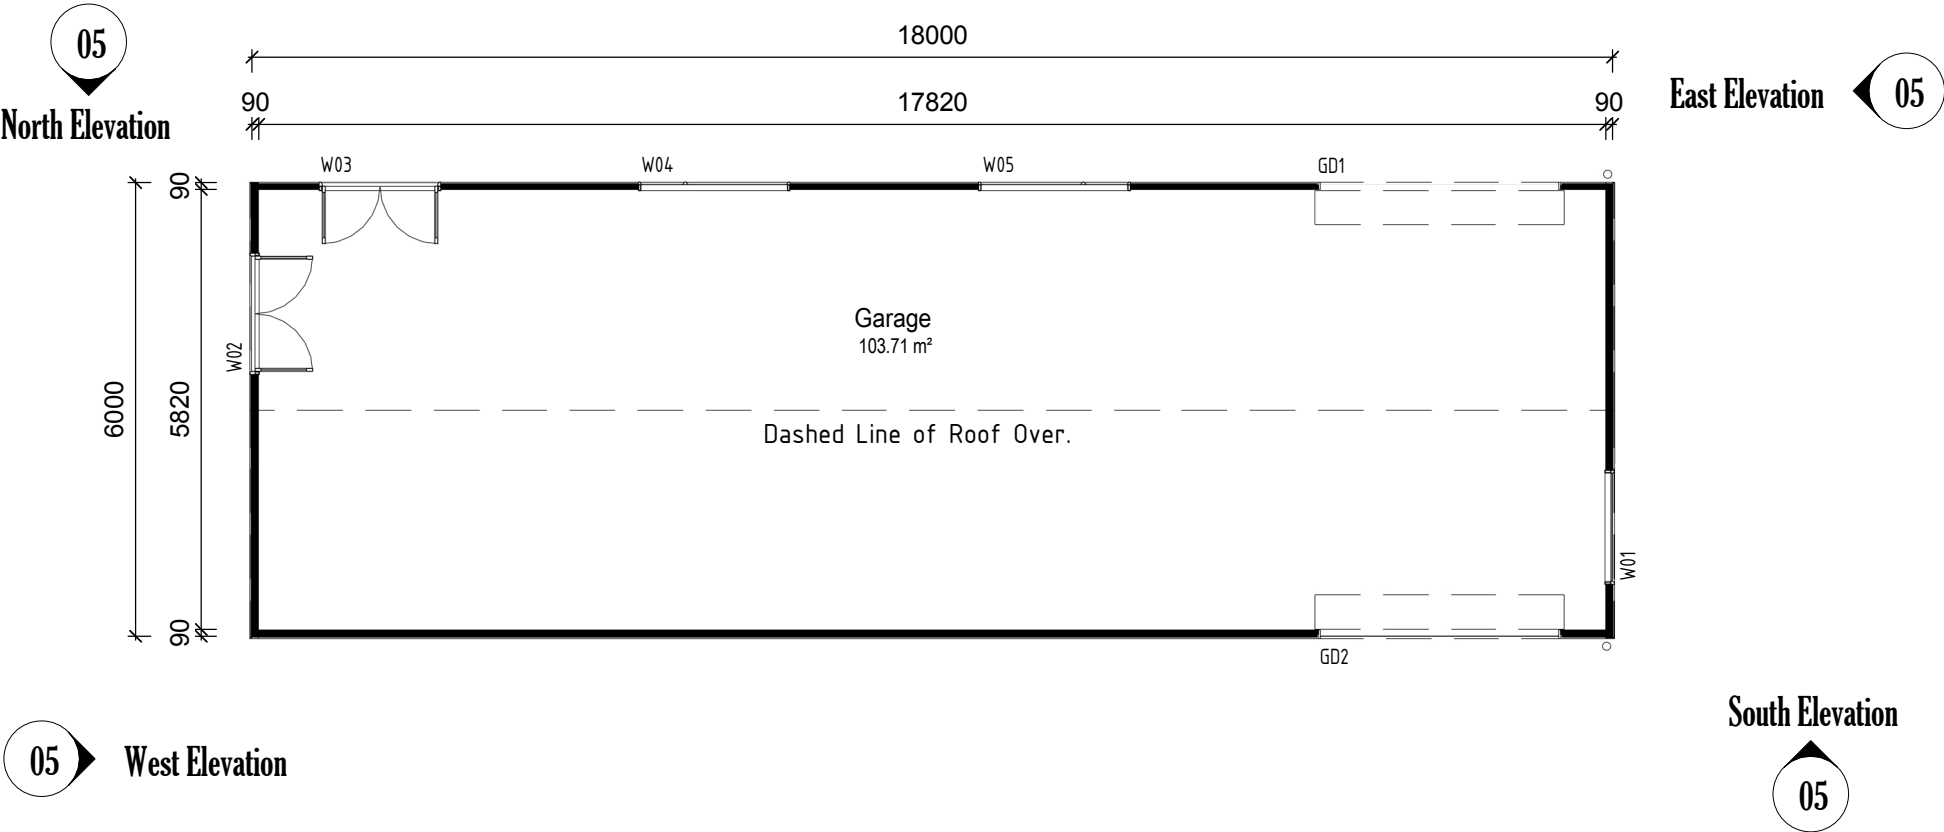 18000
05
North Elevation
East Elevation
05
90
17820
90
W03
W04
W05
GD1
90
Garage
103.71 m²
W02
6000
5820
Dashed Line of Roof Over.
W01
90
GD2
South Elevation
05
West Elevation
05